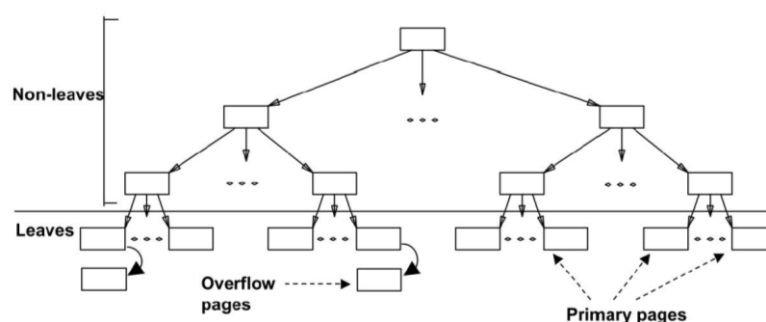 Non-leaves
Leaves
Overflow
pages
Primary pages